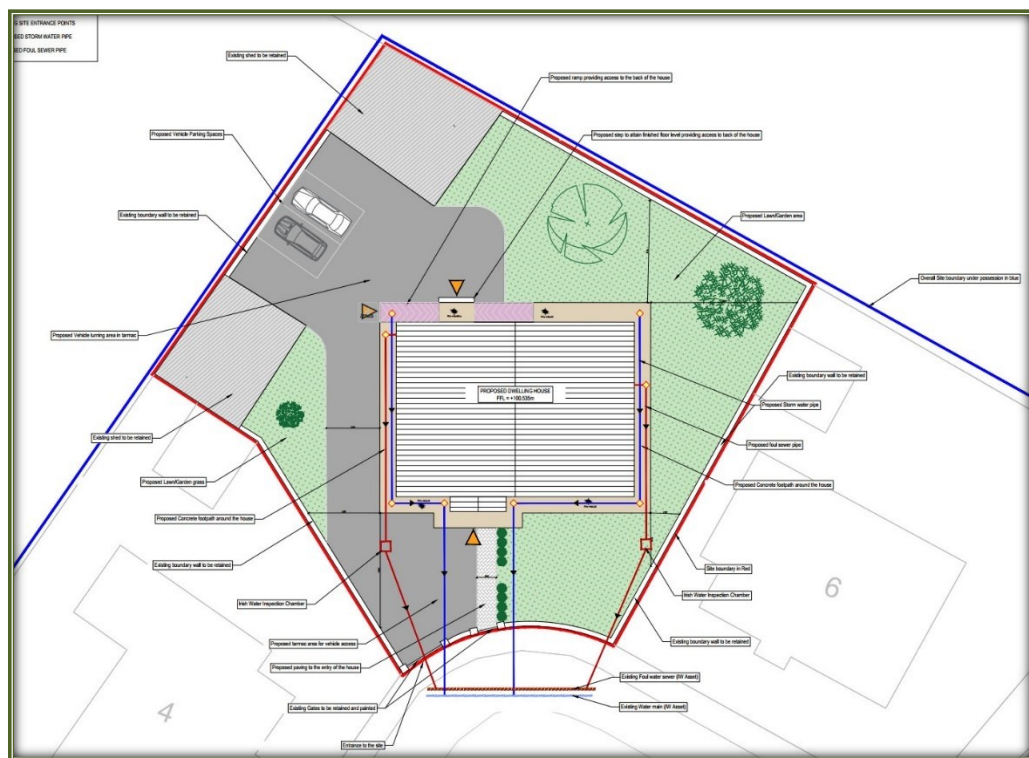 G SITE ENTRANCE POINTS
SED STORM WATER PIPE
SED FOUL SEWER PIPE
Existing shed to be retained
Proposed ramp providing access to the back of the house
Proposed Vehicle Parking Spaces
Proposed step to attain finished floor level providing access to back of the house
Existing boundary wall to be retained
Proposed Lawn/Garden area
Overall Site boundary under possession in blue
Proposed Vehicle turning area in tarmac
Existing boundary wall to be retained
PROPOSED DWELLING HOUSE
FFL = +100.535m
Proposed Storm water pipe
Existing shed to be retained
Proposed foul sewer pipe
Proposed Lawn/Garden grass
Proposed Concrete footpath around the house
Proposed Concrete footpath around the house
Existing boundary wall to be retained
Site boundary in Red
6
Irish Water Inspection Chamber
Irish Water Inspection Chamber
Proposed tarmac area for vehicle access
Existing boundary wall to be retained
Proposed paving to the entry of the house
Existing Foul water sewer (IW Asset)
Existing Gates to be retained and painted
Existing Water main (IW Asset)
4
Entrance to the site